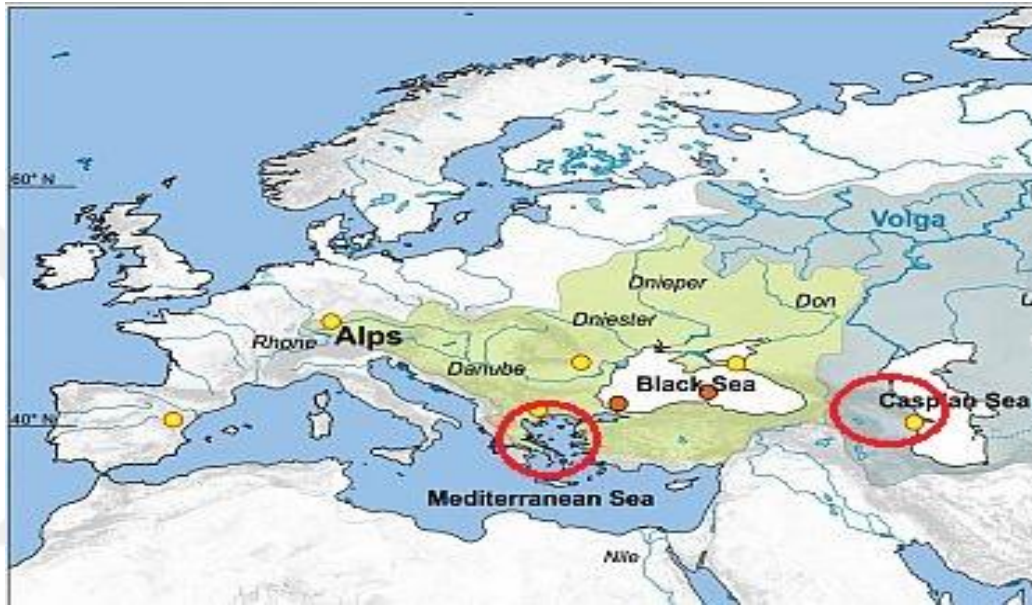 60° N
Volga
Dnieper
Don
Dniester
Rhone
Alps
Danube
Black Sea
Caspian Sea
40° N
Mediterranean Sea
Nile